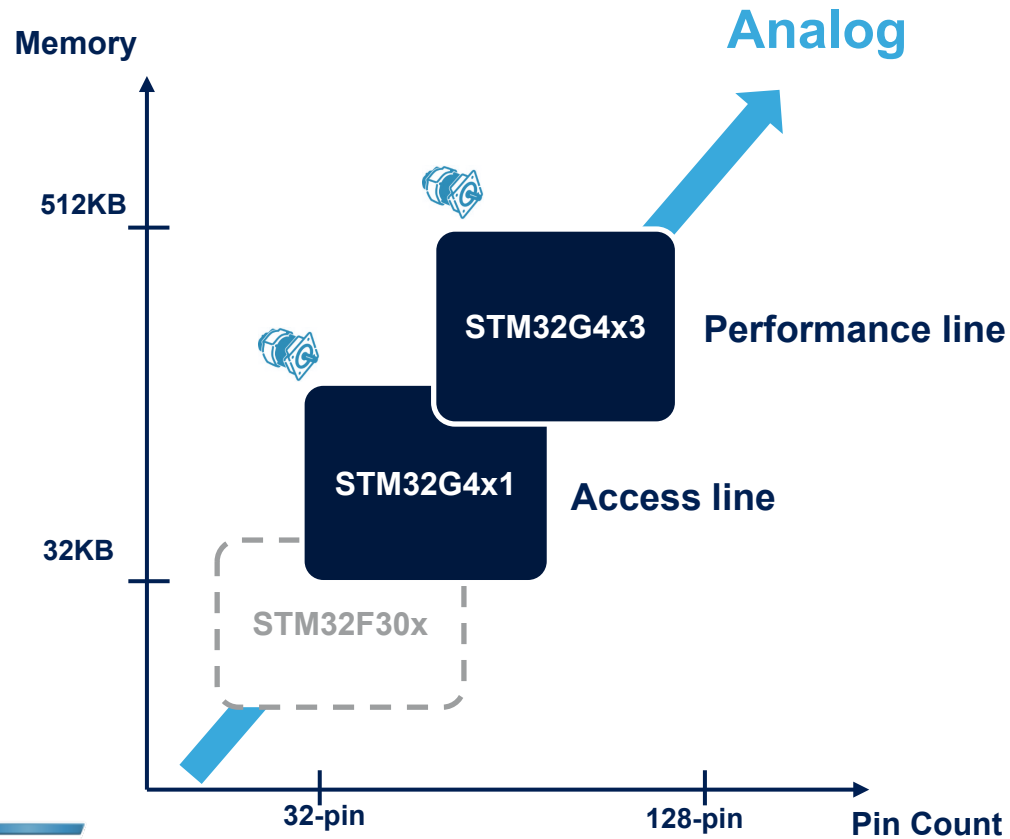 Analog
Memory
512KB
STM32G4x3
Performance line
STM32G4x1
Access line
32KB
STM32F30x
32-pin
128-pin
Pin Count